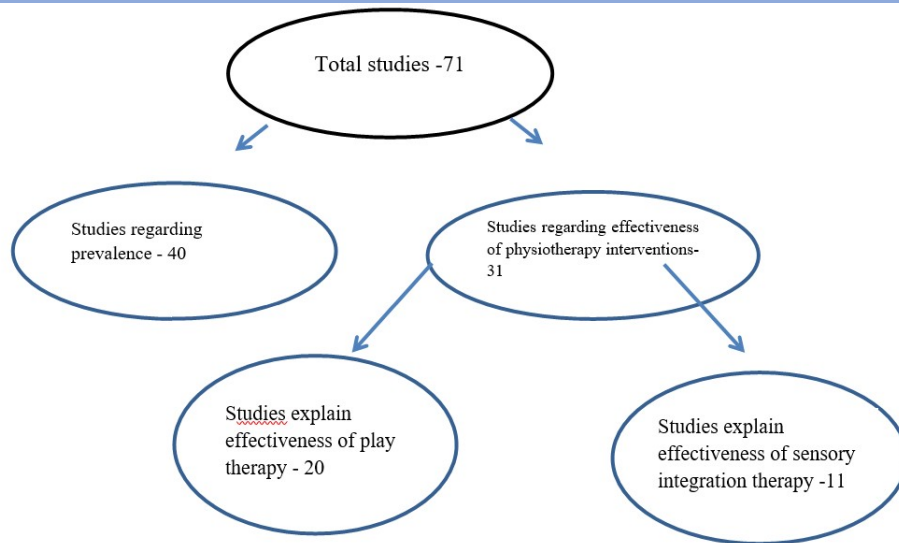 Total studies -71
Studies regarding
prevalence - 40
Studies regarding effectiveness
of physiotherapy interventions-
31
Studies explain
effectiveness of play
therapy - 20
Studies explain
effectiveness of sensory
integration therapy -11